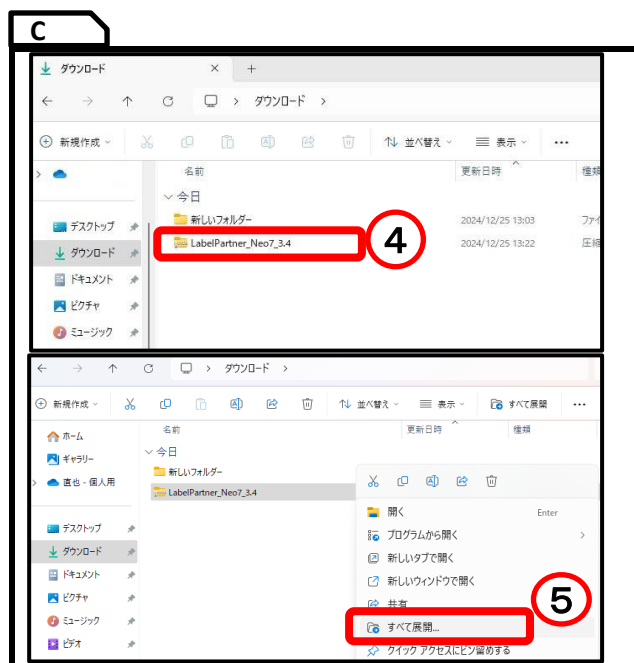 C
ダウンロード × +
ダウンロード
新規作成 並べ替え 表示 ...
名前 更新日時 種類
今日
新しいフォルダー 2024/12/25 13:03 ファイ
LabelPartner_Neo7_3.4 2024/12/25 13:22 圧縮
④
デスクトップ
ダウンロード
ドキュメント
ピクチャ
ミュージック
ダウンロード
新規作成 並べ替え 表示 すべて展開 ...
名前 更新日時 種類
ホーム
ギャラリー
直也 - 個人用
今日
新しいフォルダー
LabelPartner_Neo7_3.4
デスクトップ
ダウンロード
ドキュメント
ピクチャ
ミュージック
ビデオ
開く Enter
プログラムから開く
新しいタブで開く
新しいウィンドウで開く
共有
すべて展開...
⑤
クイック アクセスにピン留めする